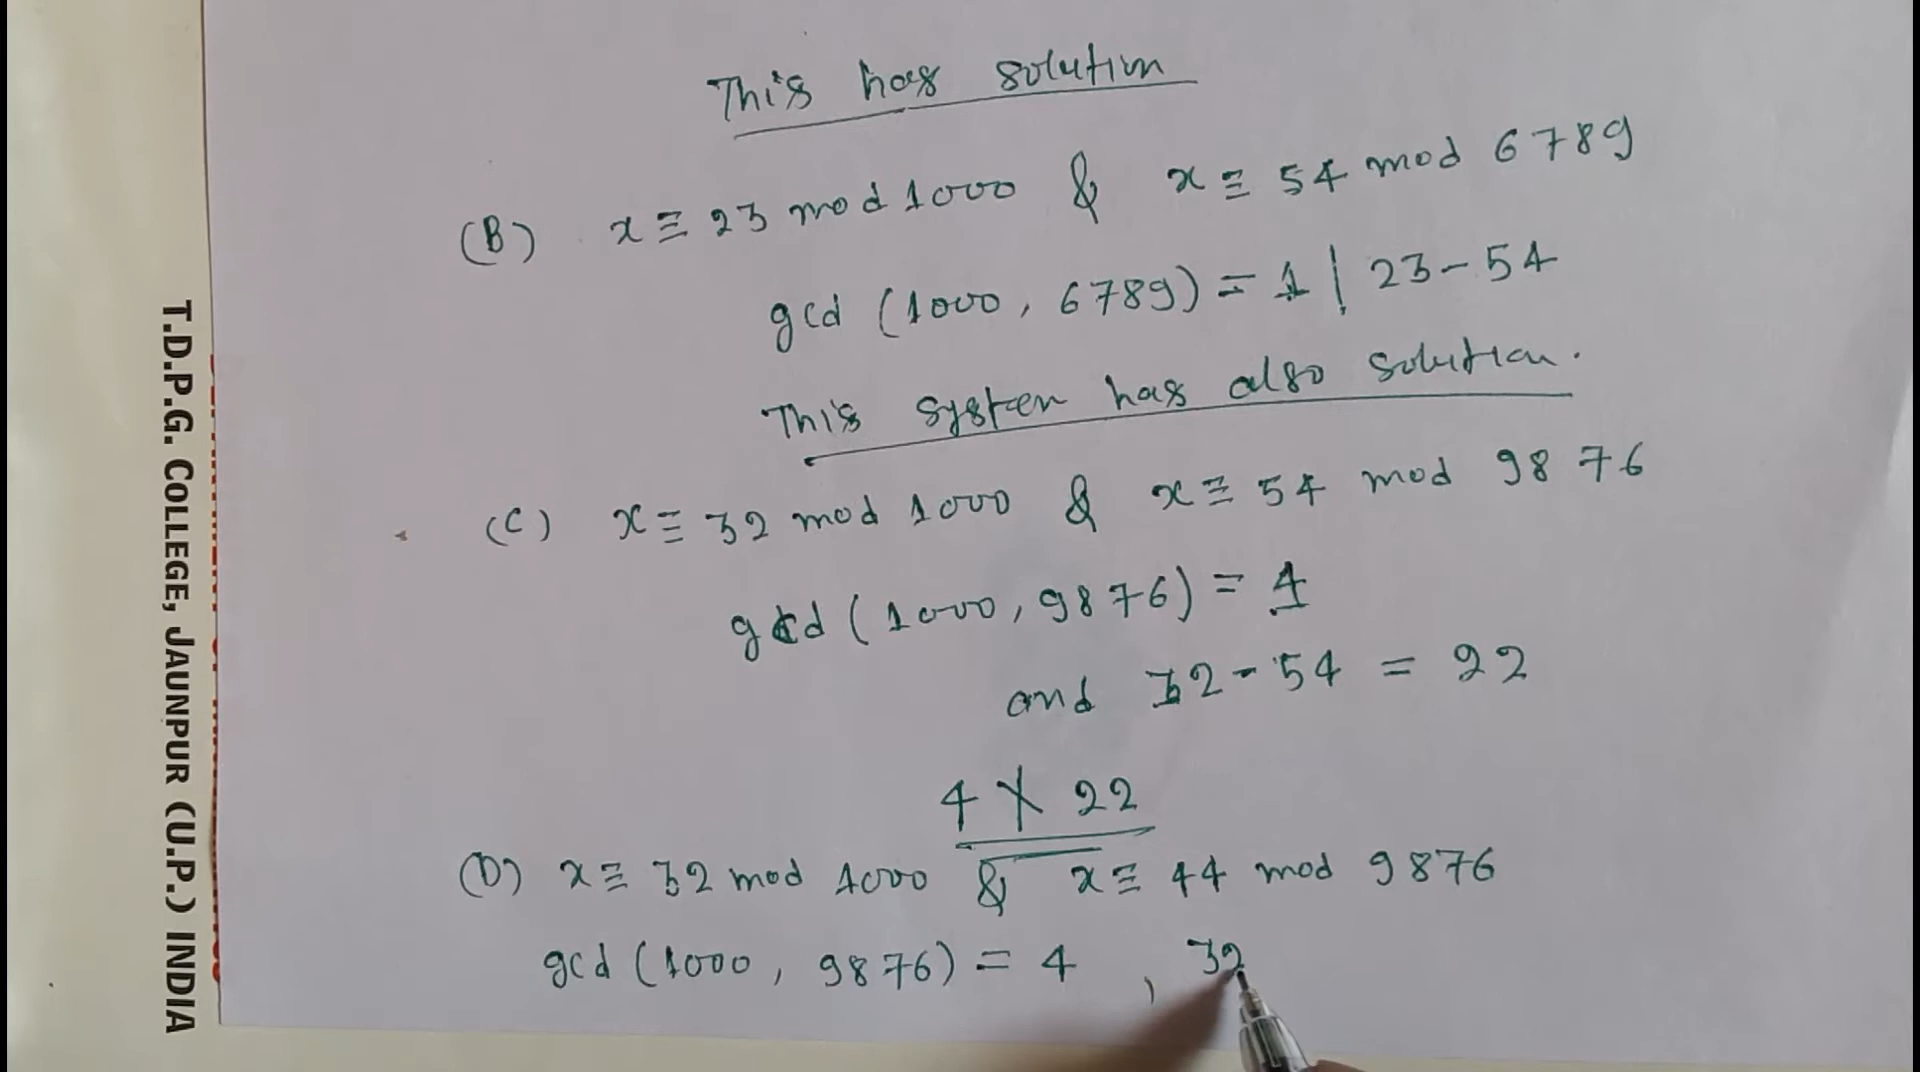 This has solution
(B) x ≡ 23 mod 1000 & x ≡ 54 mod 6789
gcd (1000, 6789) = 1 | 23-54
This system has also solution.
(C) x ≡ 32 mod 1000 & x ≡ 54 mod 9876
gcd (1000, 9876) = 4
and 32-54 = 22
4 ∤ 22
(D) x ≡ 32 mod 1000 & x ≡ 44 mod 9876
gcd (1000, 9876) = 4 , 32
T.D.P.G. COLLEGE, JAUNPUR (U.P.) INDIA